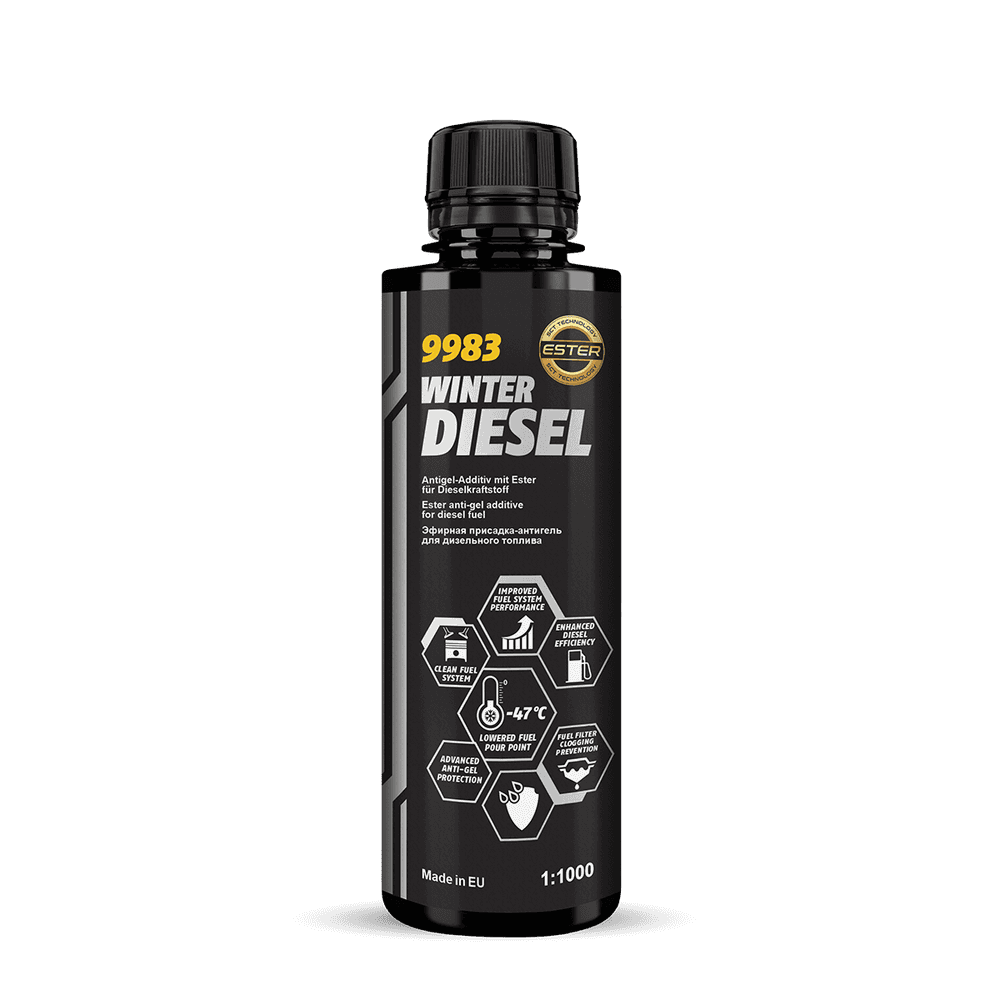 9983
SCT TECHNOLOGY
ESTER
SCT TECHNOLOGY
WINTER
DIESEL
Antigel-Additiv mit Ester
für Dieselkraftstoff
Ester anti-gel additive
for diesel fuel
Эфирная присадка-антигель
для дизельного топлива
IMPROVED
FUEL SYSTEM
PERFORMANCE
ENHANCED
DIESEL
EFFICIENCY
CLEAN FUEL
SYSTEM
0
-47°C
LOWERED FUEL
POUR POINT
FUEL FILTER
CLOGGING
PREVENTION
ADVANCED
ANTI-GEL
PROTECTION
Made in EU
1:1000